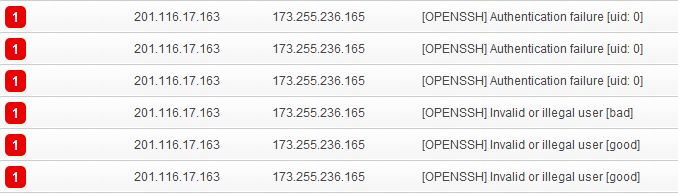 1 201.116.17.163 173.255.236.165 [OPENSSH] Authentication failure [uid: 0]
1 201.116.17.163 173.255.236.165 [OPENSSH] Authentication failure [uid: 0]
1 201.116.17.163 173.255.236.165 [OPENSSH] Authentication failure [uid: 0]
1 201.116.17.163 173.255.236.165 [OPENSSH] Invalid or illegal user [bad]
1 201.116.17.163 173.255.236.165 [OPENSSH] Invalid or illegal user [good]
1 201.116.17.163 173.255.236.165 [OPENSSH] Invalid or illegal user [good]